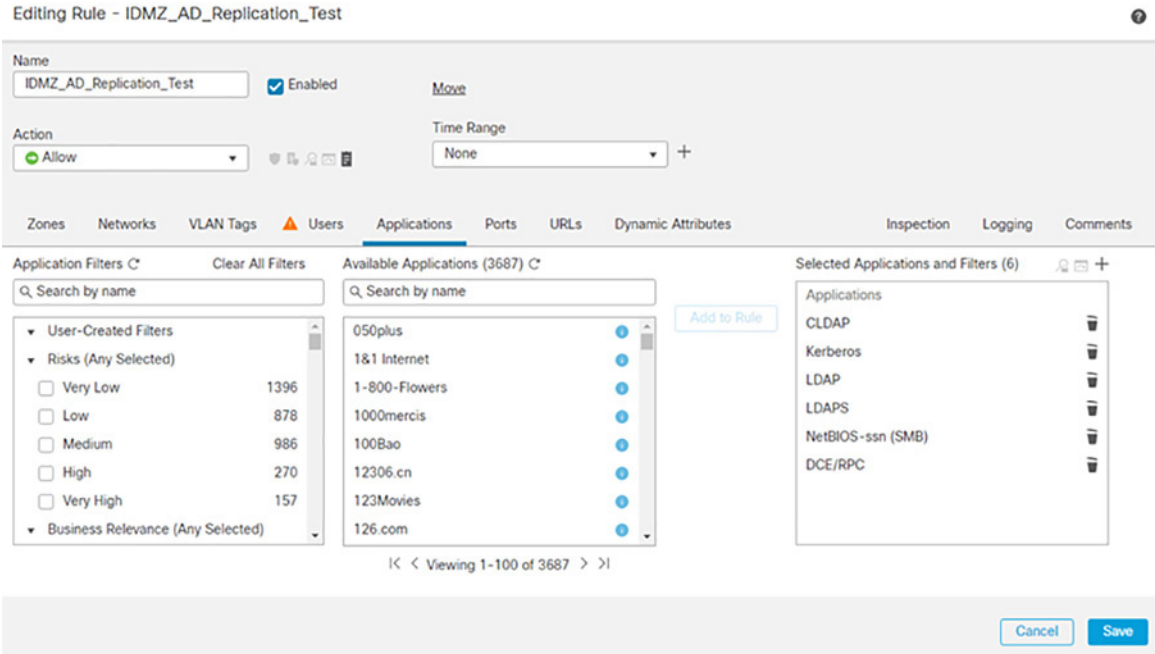 Editing Rule - IDMZ_AD_Replication_Test
Name
IDMZ_AD_Replication_Test
Enabled
Move
Action
Time Range
Allow
None
Zones Networks VLAN Tags Users Applications Ports URLs Dynamic Attributes Inspection Logging Comments
Application Filters Clear All Filters
Search by name
User-Created Filters
Risks (Any Selected)
Very Low 1396
Low 878
Medium 986
High 270
Very High 157
Business Relevance (Any Selected)
Available Applications (3687)
Search by name
050plus
1&1 Internet
1-800-Flowers
1000mercis
100Bao
12306.cn
123Movies
126.com
Viewing 1-100 of 3687
Add to Rule
Selected Applications and Filters (6)
Applications
CLDAP
Kerberos
LDAP
LDAPS
NetBIOS-ssn (SMB)
DCE/RPC
Cancel Save